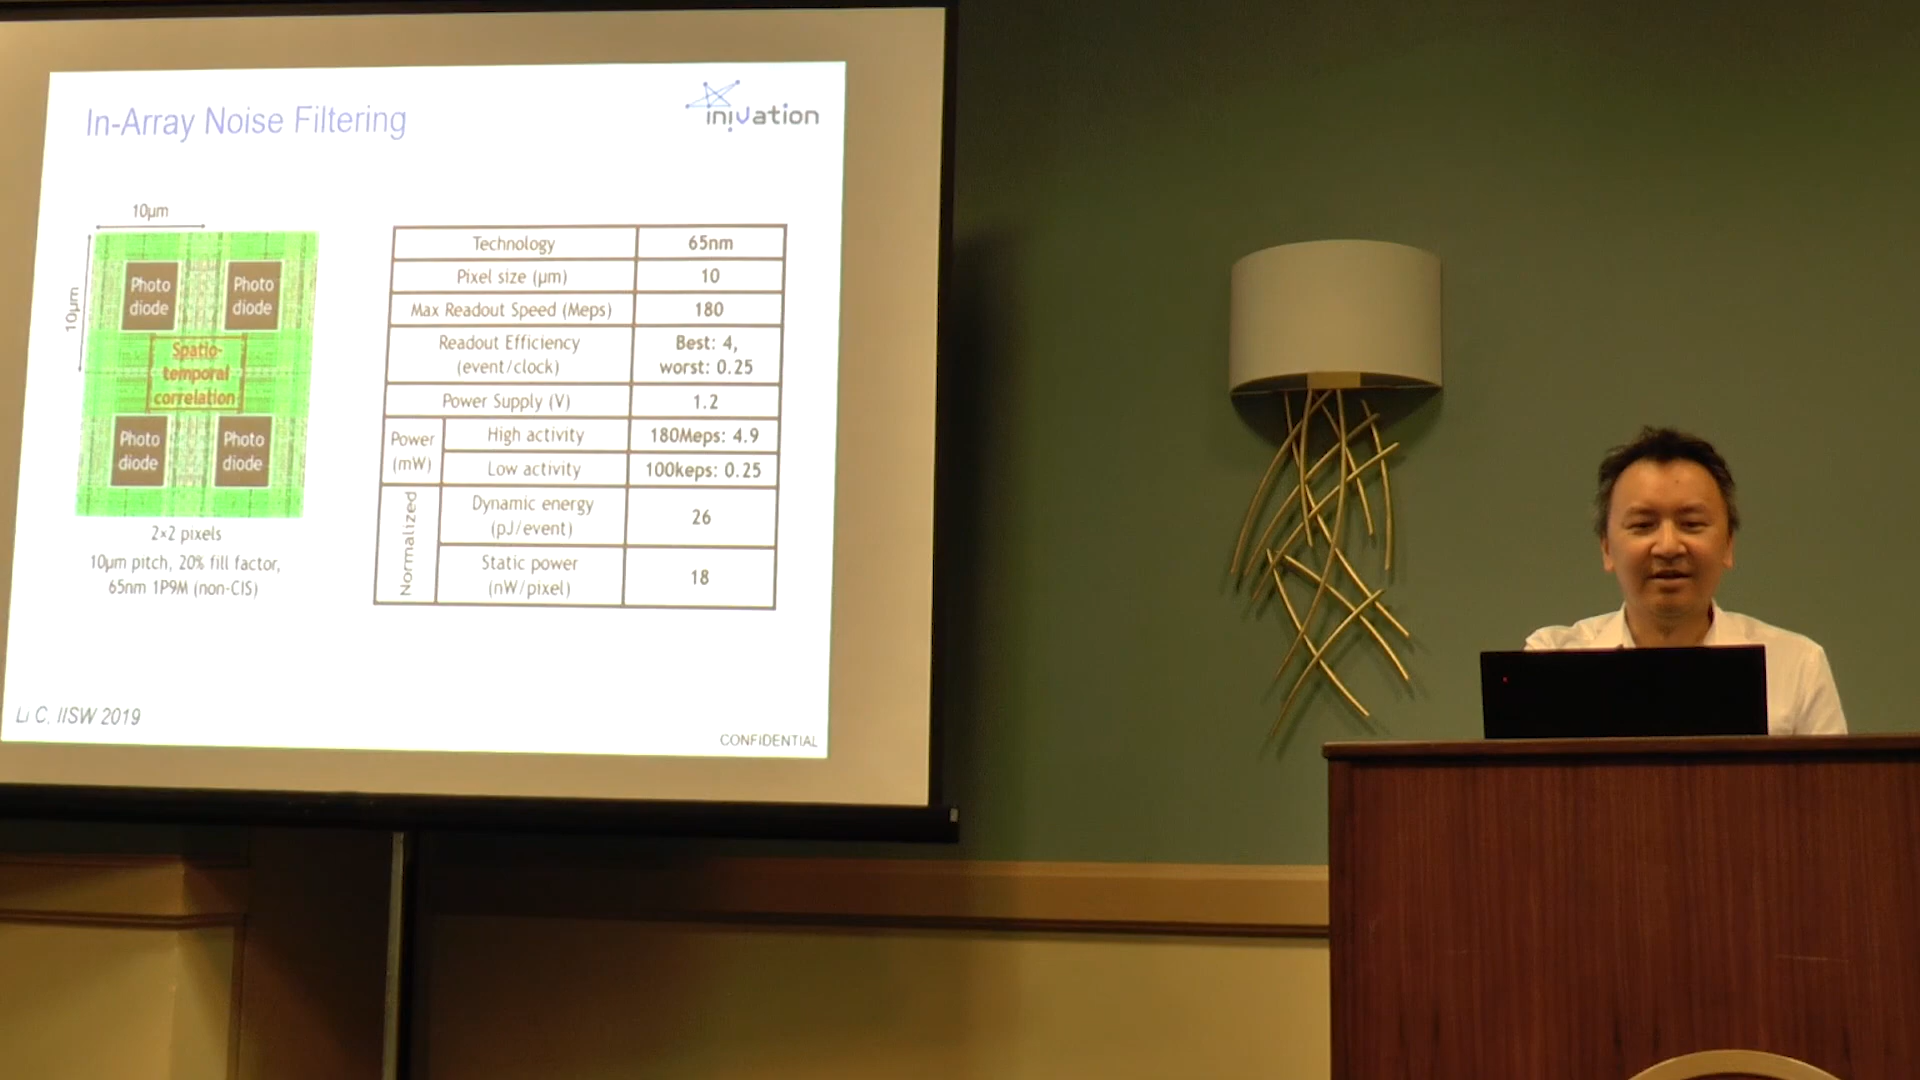 In-Array Noise Filtering
inivation
10µm
10µm
Photo
diode
Photo
diode
Spatio-
temporal
correlation
Photo
diode
Photo
diode
2×2 pixels
10µm pitch, 20% fill factor,
65nm 1P9M (non-CIS)
Technology 65nm
Pixel size (µm) 10
Max Readout Speed (Meps) 180
Readout Efficiency
(event/clock)
Best: 4,
worst: 0.25
Power Supply (V) 1.2
Power
(mW)
High activity 180Meps: 4.9
Low activity 100keps: 0.25
Normalized
Dynamic energy
(pJ/event)
26
Static power
(nW/pixel)
18
Li C, IISW 2019
CONFIDENTIAL